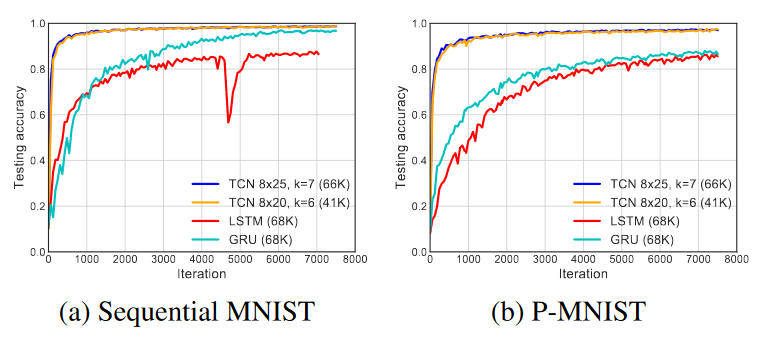 Testing accuracy
1.0
0.8
0.6
0.4
0.2
0.0
TCN 8x25, k=7 (66K)
TCN 8x20, k=6 (41K)
LSTM (68K)
GRU (68K)
0 1000 2000 3000 4000 5000 6000 7000 8000
Iteration
(a) Sequential MNIST
Testing accuracy
1.0
0.8
0.6
0.4
0.2
0.0
TCN 8x25, k=7 (66K)
TCN 8x20, k=6 (41K)
LSTM (68K)
GRU (68K)
0 1000 2000 3000 4000 5000 6000 7000 8000
Iteration
(b) P-MNIST